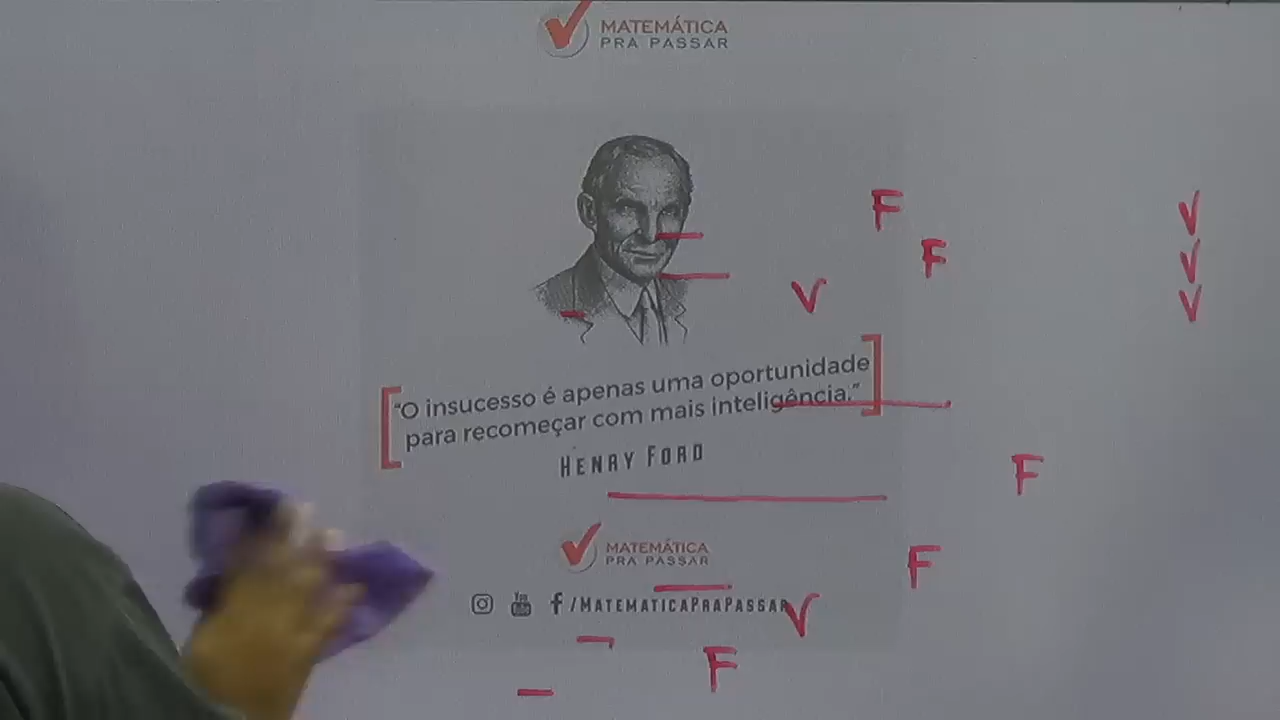 MATEMÁTICA
PRA PASSAR
F
V
F
V
V
V
"O insucesso é apenas uma oportunidade
para recomeçar com mais inteligência."
HENRY FORD
F
MATEMÁTICA
PRA PASSAR
F
/MATEMATICAPRAPASSAR
V
F